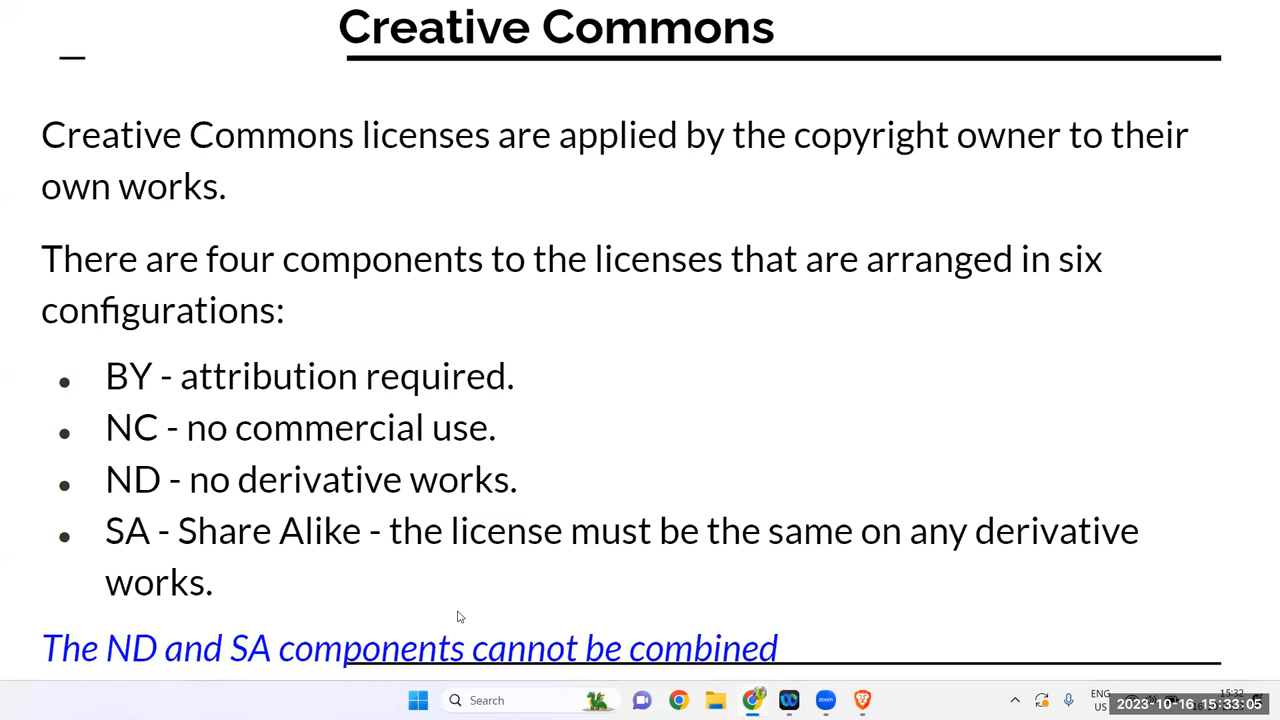 Creative Commons
Creative Commons licenses are applied by the copyright owner to their
own works.
There are four components to the licenses that are arranged in six
configurations:
• BY - attribution required.
• NC - no commercial use.
• ND - no derivative works.
• SA - Share Alike - the license must be the same on any derivative
works.
The ND and SA components cannot be combined
Search
zoom
ENG
US
15:32
2023-10-16 15:33:05